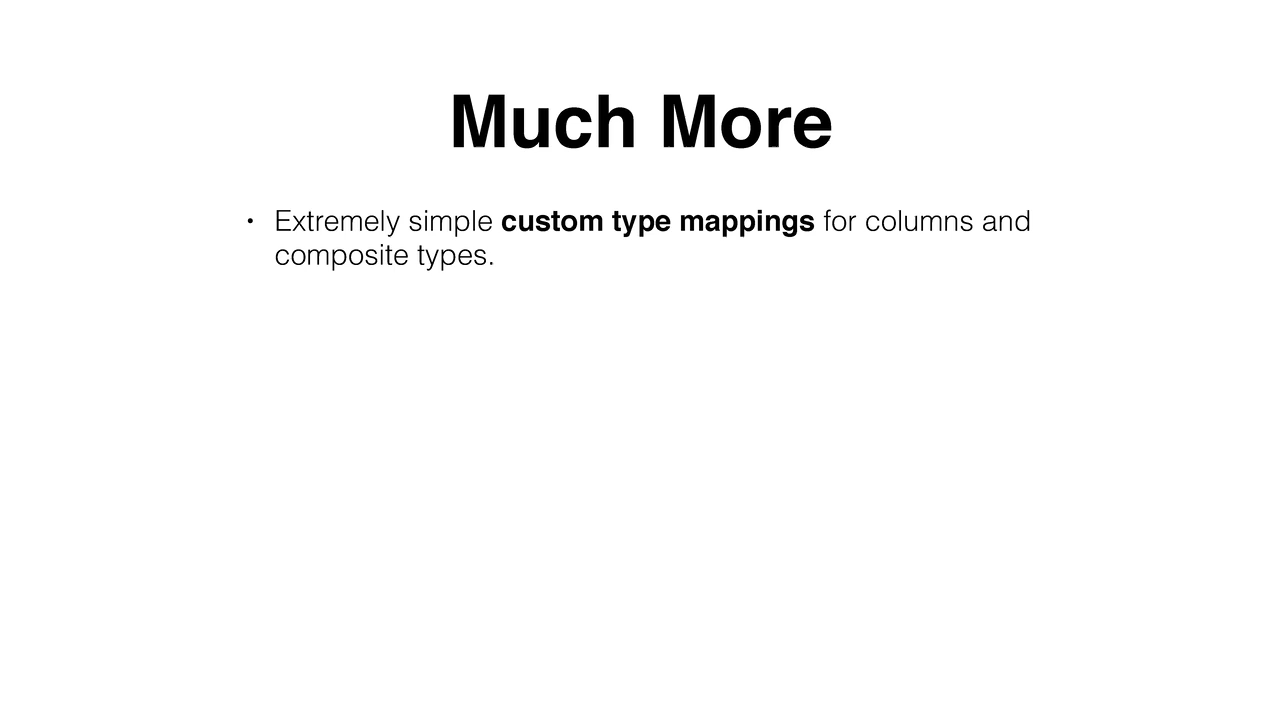 Much More
• Extremely simple custom type mappings for columns and
composite types.